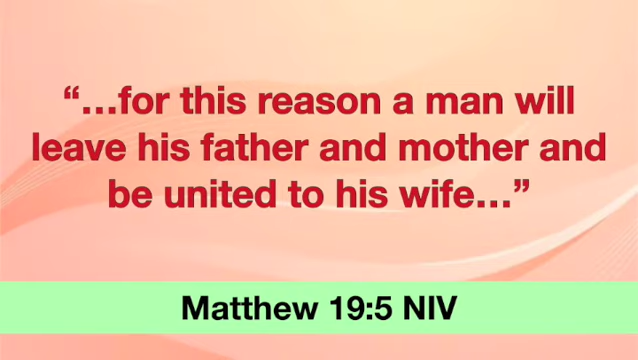 “…for this reason a man will
leave his father and mother and
be united to his wife…”
Matthew 19:5 NIV